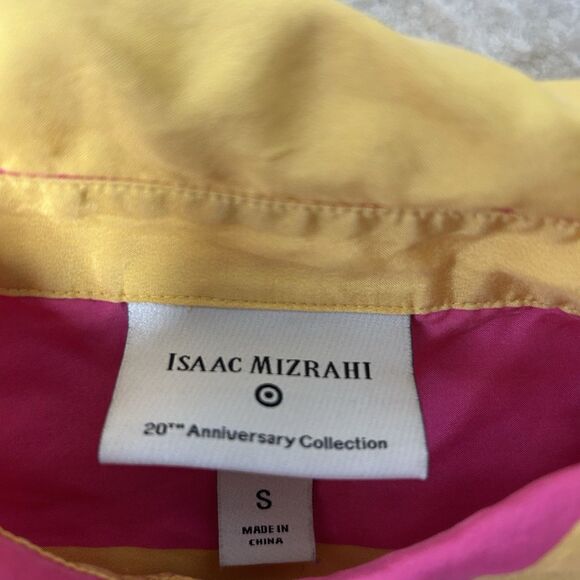 ISAAC MIZRAHI
20TH Anniversary Collection
S
MADE IN
CHINA